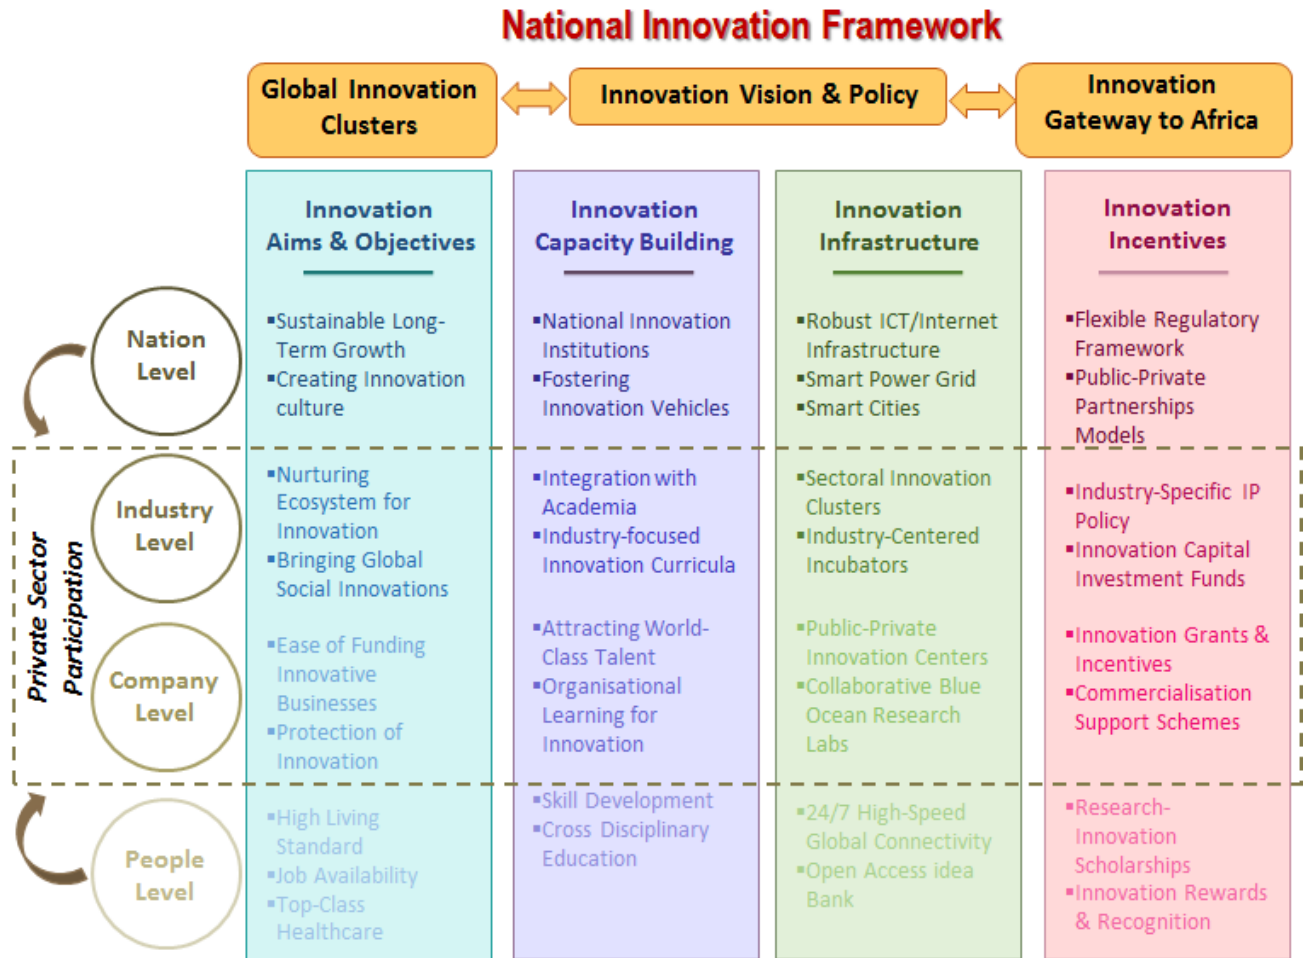 National Innovation Framework
Global Innovation
Clusters
Innovation Vision & Policy
Innovation
Gateway to Africa
Innovation
Aims & Objectives
Innovation
Capacity Building
Innovation
Infrastructure
Innovation
Incentives
Nation
Level
▪Sustainable Long-
Term Growth
▪Creating Innovation
culture
▪National Innovation
Institutions
▪Fostering
Innovation Vehicles
▪Robust ICT/Internet
Infrastructure
▪Smart Power Grid
▪Smart Cities
▪Flexible Regulatory
Framework
▪Public-Private
Partnerships
Models
Private Sector
Participation
Industry
Level
▪Nurturing
Ecosystem for
Innovation
▪Bringing Global
Social Innovations
▪Integration with
Academia
▪Industry-focused
Innovation Curricula
▪Sectoral Innovation
Clusters
▪Industry-Centered
Incubators
▪Industry-Specific IP
Policy
▪Innovation Capital
Investment Funds
Company
Level
▪Ease of Funding
Innovative
Businesses
▪Protection of
Innovation
▪Attracting World-
Class Talent
▪Organisational
Learning for
Innovation
▪Public-Private
Innovation Centers
▪Collaborative Blue
Ocean Research
Labs
▪Innovation Grants &
Incentives
▪Commercialisation
Support Schemes
People
Level
▪High Living
Standard
▪Job Availability
▪Top-Class
Healthcare
▪Skill Development
▪Cross Disciplinary
Education
▪24/7 High-Speed
Global Connectivity
▪Open Access idea
Bank
▪Research-
Innovation
Scholarships
▪Innovation Rewards
& Recognition